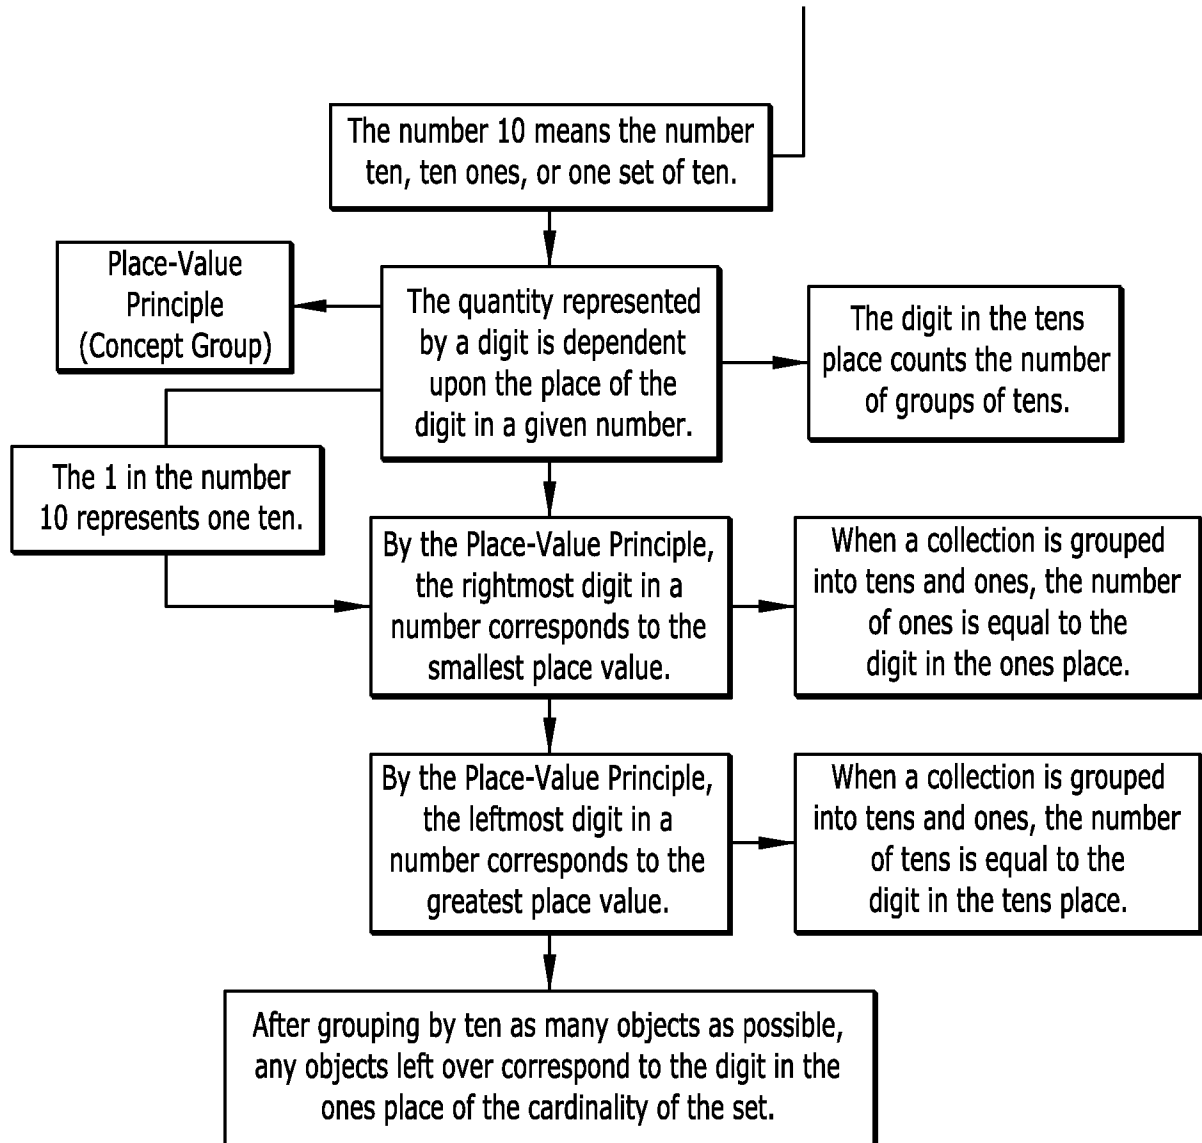 The number 10 means the number
ten, ten ones, or one set of ten.
Place-Value
Principle
(Concept Group)
The quantity represented
by a digit is dependent
upon the place of the
digit in a given number.
The digit in the tens
place counts the number
of groups of tens.
The 1 in the number
10 represents one ten.
By the Place-Value Principle,
the rightmost digit in a
number corresponds to the
smallest place value.
When a collection is grouped
into tens and ones, the number
of ones is equal to the
digit in the ones place.
By the Place-Value Principle,
the leftmost digit in a
number corresponds to the
greatest place value.
When a collection is grouped
into tens and ones, the number
of tens is equal to the
digit in the tens place.
After grouping by ten as many objects as possible,
any objects left over correspond to the digit in the
ones place of the cardinality of the set.